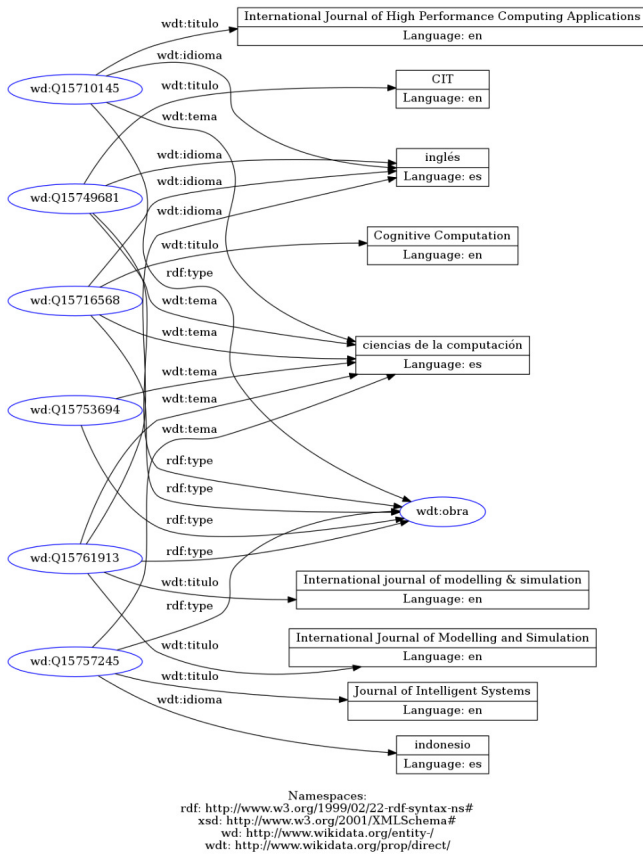 wdt:titulo
International Journal of High Performance Computing Applications
Language: en
wdt:idioma
CIT
Language: en
wd:Q15710145
wdt:titulo
wdt:tema
inglés
Language: es
wdt:idioma
wd:Q15749681
wdt:idioma
Cognitive Computation
Language: en
wdt:titulo
rdf:type
wd:Q15716568
wdt:tema
wdt:tema
ciencias de la computación
Language: es
wdt:tema
wd:Q15753694
wdt:tema
wdt:tema
rdf:type
rdf:type
wdt:obra
rdf:type
rdf:type
wd:Q15761913
wdt:titulo
International journal of modelling & simulation
Language: en
rdf:type
wdt:titulo
International Journal of Modelling and Simulation
Language: en
wd:Q15757245
wdt:titulo
Journal of Intelligent Systems
Language: en
wdt:idioma
indonesio
Language: es
Namespaces:
rdf: http://www.w3.org/1999/02/22-rdf-syntax-ns#
xsd: http://www.w3.org/2001/XMLSchema#
wd: http://www.wikidata.org/entity-/
wdt: http://www.wikidata.org/prop/direct/